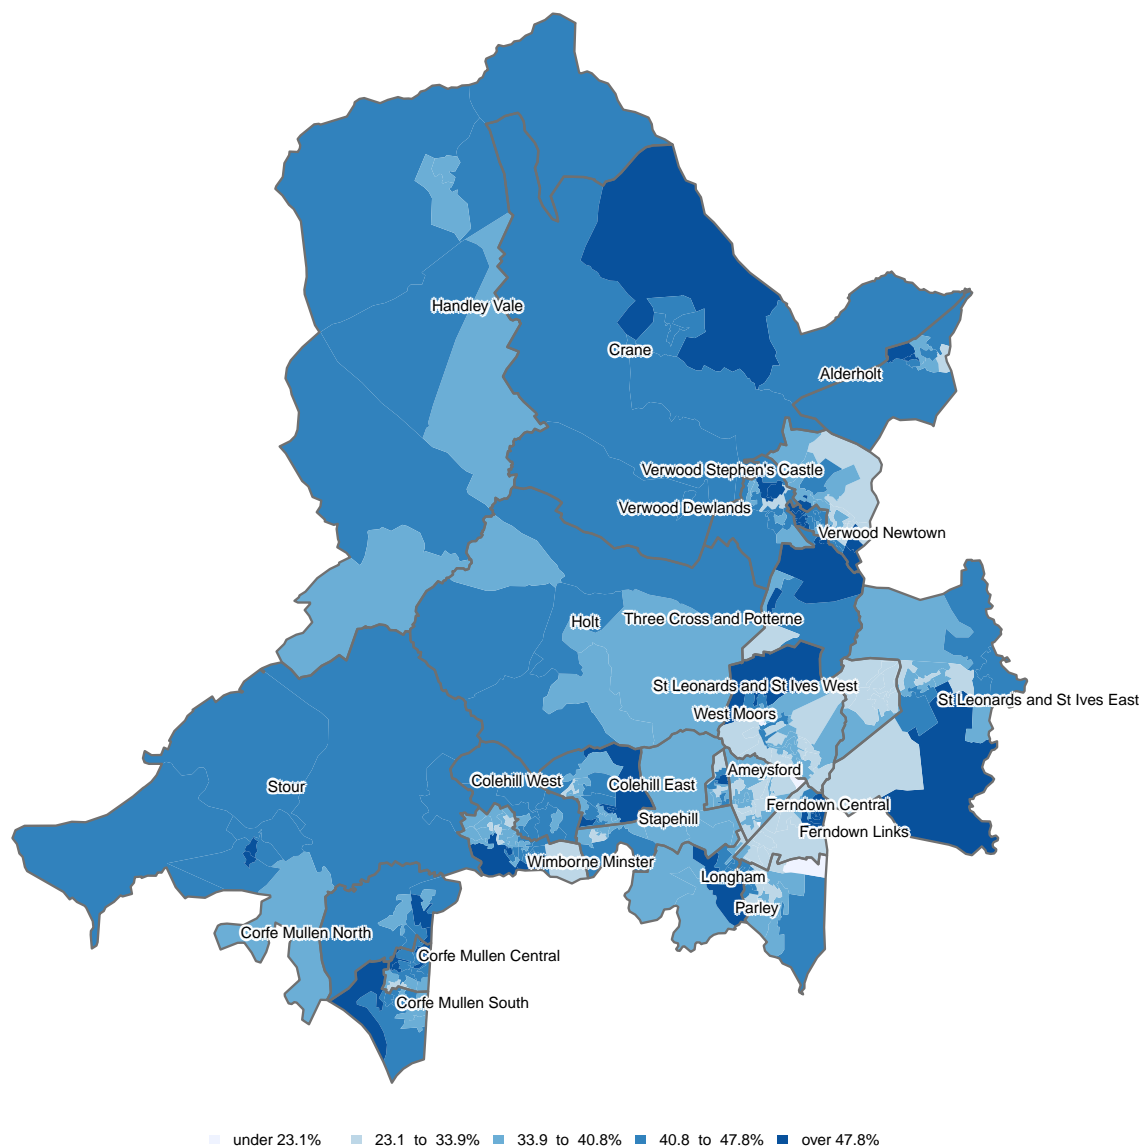 Handley Vale
Crane
Alderholt
Verwood Stephen's Castle
Verwood Dewlands
Verwood Newtown
Holt
Three Cross and Potterne
St Leonards and St Ives West
St Leonards and St Ives East
West Moors
Ameysford
Colehill West
Colehill East
Stour
Ferndown Central
Stapehill
Ferndown Links
Wimborne Minster
Longham
Parley
Corfe Mullen North
Corfe Mullen Central
Corfe Mullen South
under 23.1% 23.1 to 33.9% 33.9 to 40.8% 40.8 to 47.8% over 47.8%